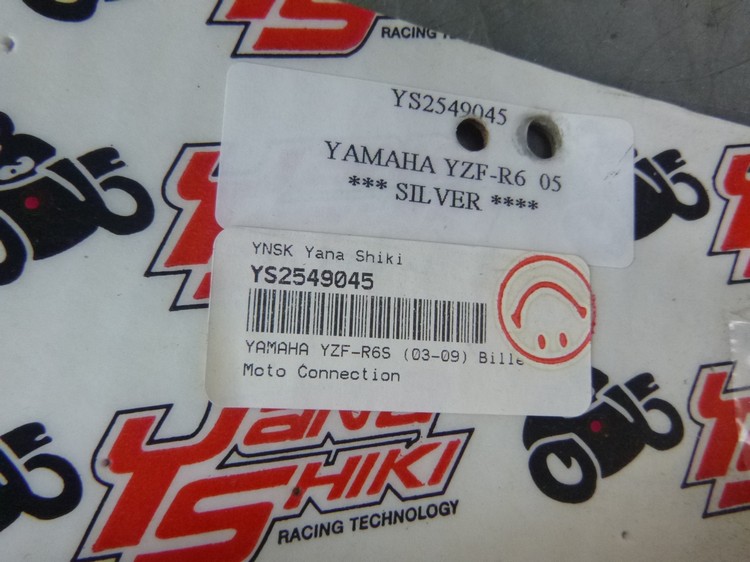 RACING TE
YS2549045
YAMAHA YZF-R6 05
*** SILVER ****
YNSK Yana Shiki
YS2549045
YAMAHA YZF-R6S (03-09) Bille
Moto Connection
Yana
SHIKI
RACING TECHNOLOGY